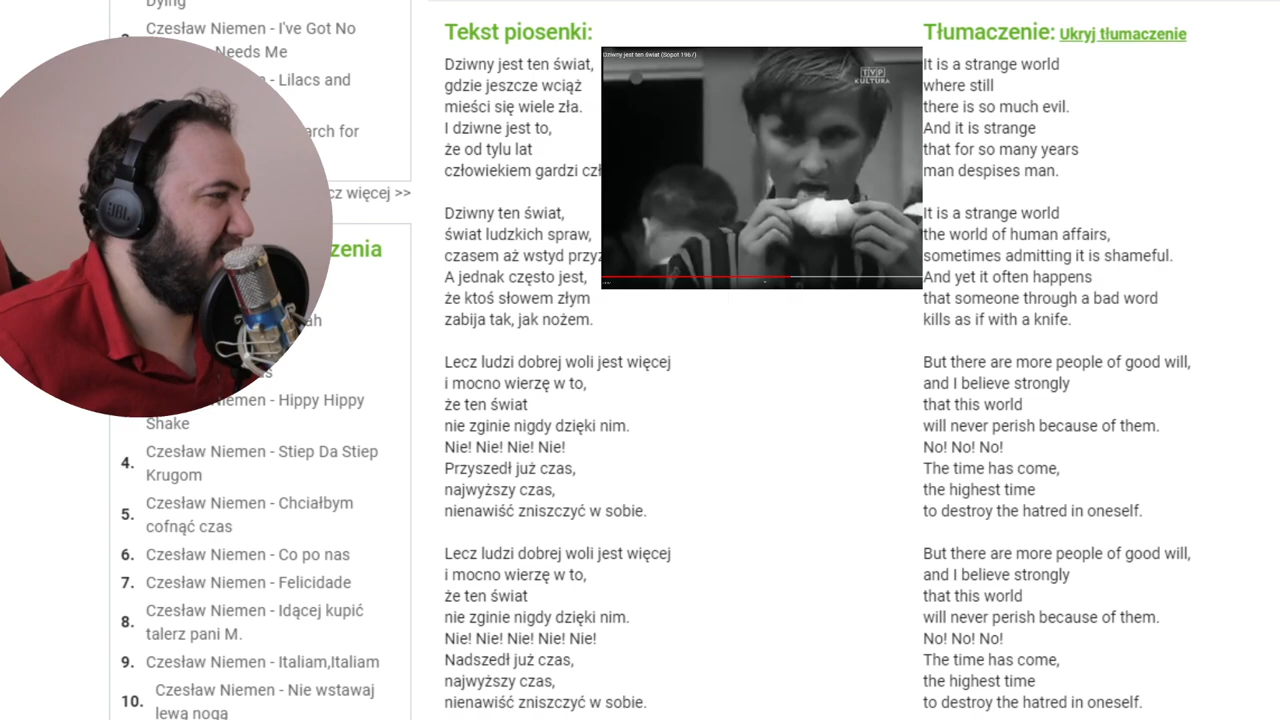 Dying
Czesław Niemen - I've Got No
Needs Me
- Lilacs and
arch for
cz więcej >>
zenia
ah
Niemen - Hippy Hippy
Shake
4. Czesław Niemen - Stiep Da Stiep
Krugom
5. Czesław Niemen - Chciałbym
cofnąć czas
6. Czesław Niemen - Co po nas
7. Czesław Niemen - Felicidade
8. Czesław Niemen - Idącej kupić
talerz pani M.
9. Czesław Niemen - Italiam,Italiam
10. Czesław Niemen - Nie wstawaj
lewą nogą
JBL
Tekst piosenki:
Dziwny jest ten świat,
gdzie jeszcze wciąż
mieści się wiele zła.
I dziwne jest to,
że od tylu lat
człowiekiem gardzi czł
Dziwny ten świat,
świat ludzkich spraw,
czasem aż wstyd przyz
A jednak często jest,
że ktoś słowem złym
zabija tak, jak nożem.
Lecz ludzi dobrej woli jest więcej
i mocno wierzę w to,
że ten świat
nie zginie nigdy dzięki nim.
Nie! Nie! Nie! Nie!
Przyszedł już czas,
najwyższy czas,
nienawiść zniszczyć w sobie.
Lecz ludzi dobrej woli jest więcej
i mocno wierzę w to,
że ten świat
nie zginie nigdy dzięki nim.
Nie! Nie! Nie! Nie! Nie!
Nadszedł już czas,
najwyższy czas,
nienawiść zniszczyć w sobie.
Dziwny jest ten świat (Sopot 1967)
TVP
KULTURA
Tłumaczenie: Ukryj tłumaczenie
It is a strange world
where still
there is so much evil.
And it is strange
that for so many years
man despises man.
It is a strange world
the world of human affairs,
sometimes admitting it is shameful.
And yet it often happens
that someone through a bad word
kills as if with a knife.
But there are more people of good will,
and I believe strongly
that this world
will never perish because of them.
No! No! No!
The time has come,
the highest time
to destroy the hatred in oneself.
But there are more people of good will,
and I believe strongly
that this world
will never perish because of them.
No! No! No!
The time has come,
the highest time
to destroy the hatred in oneself.